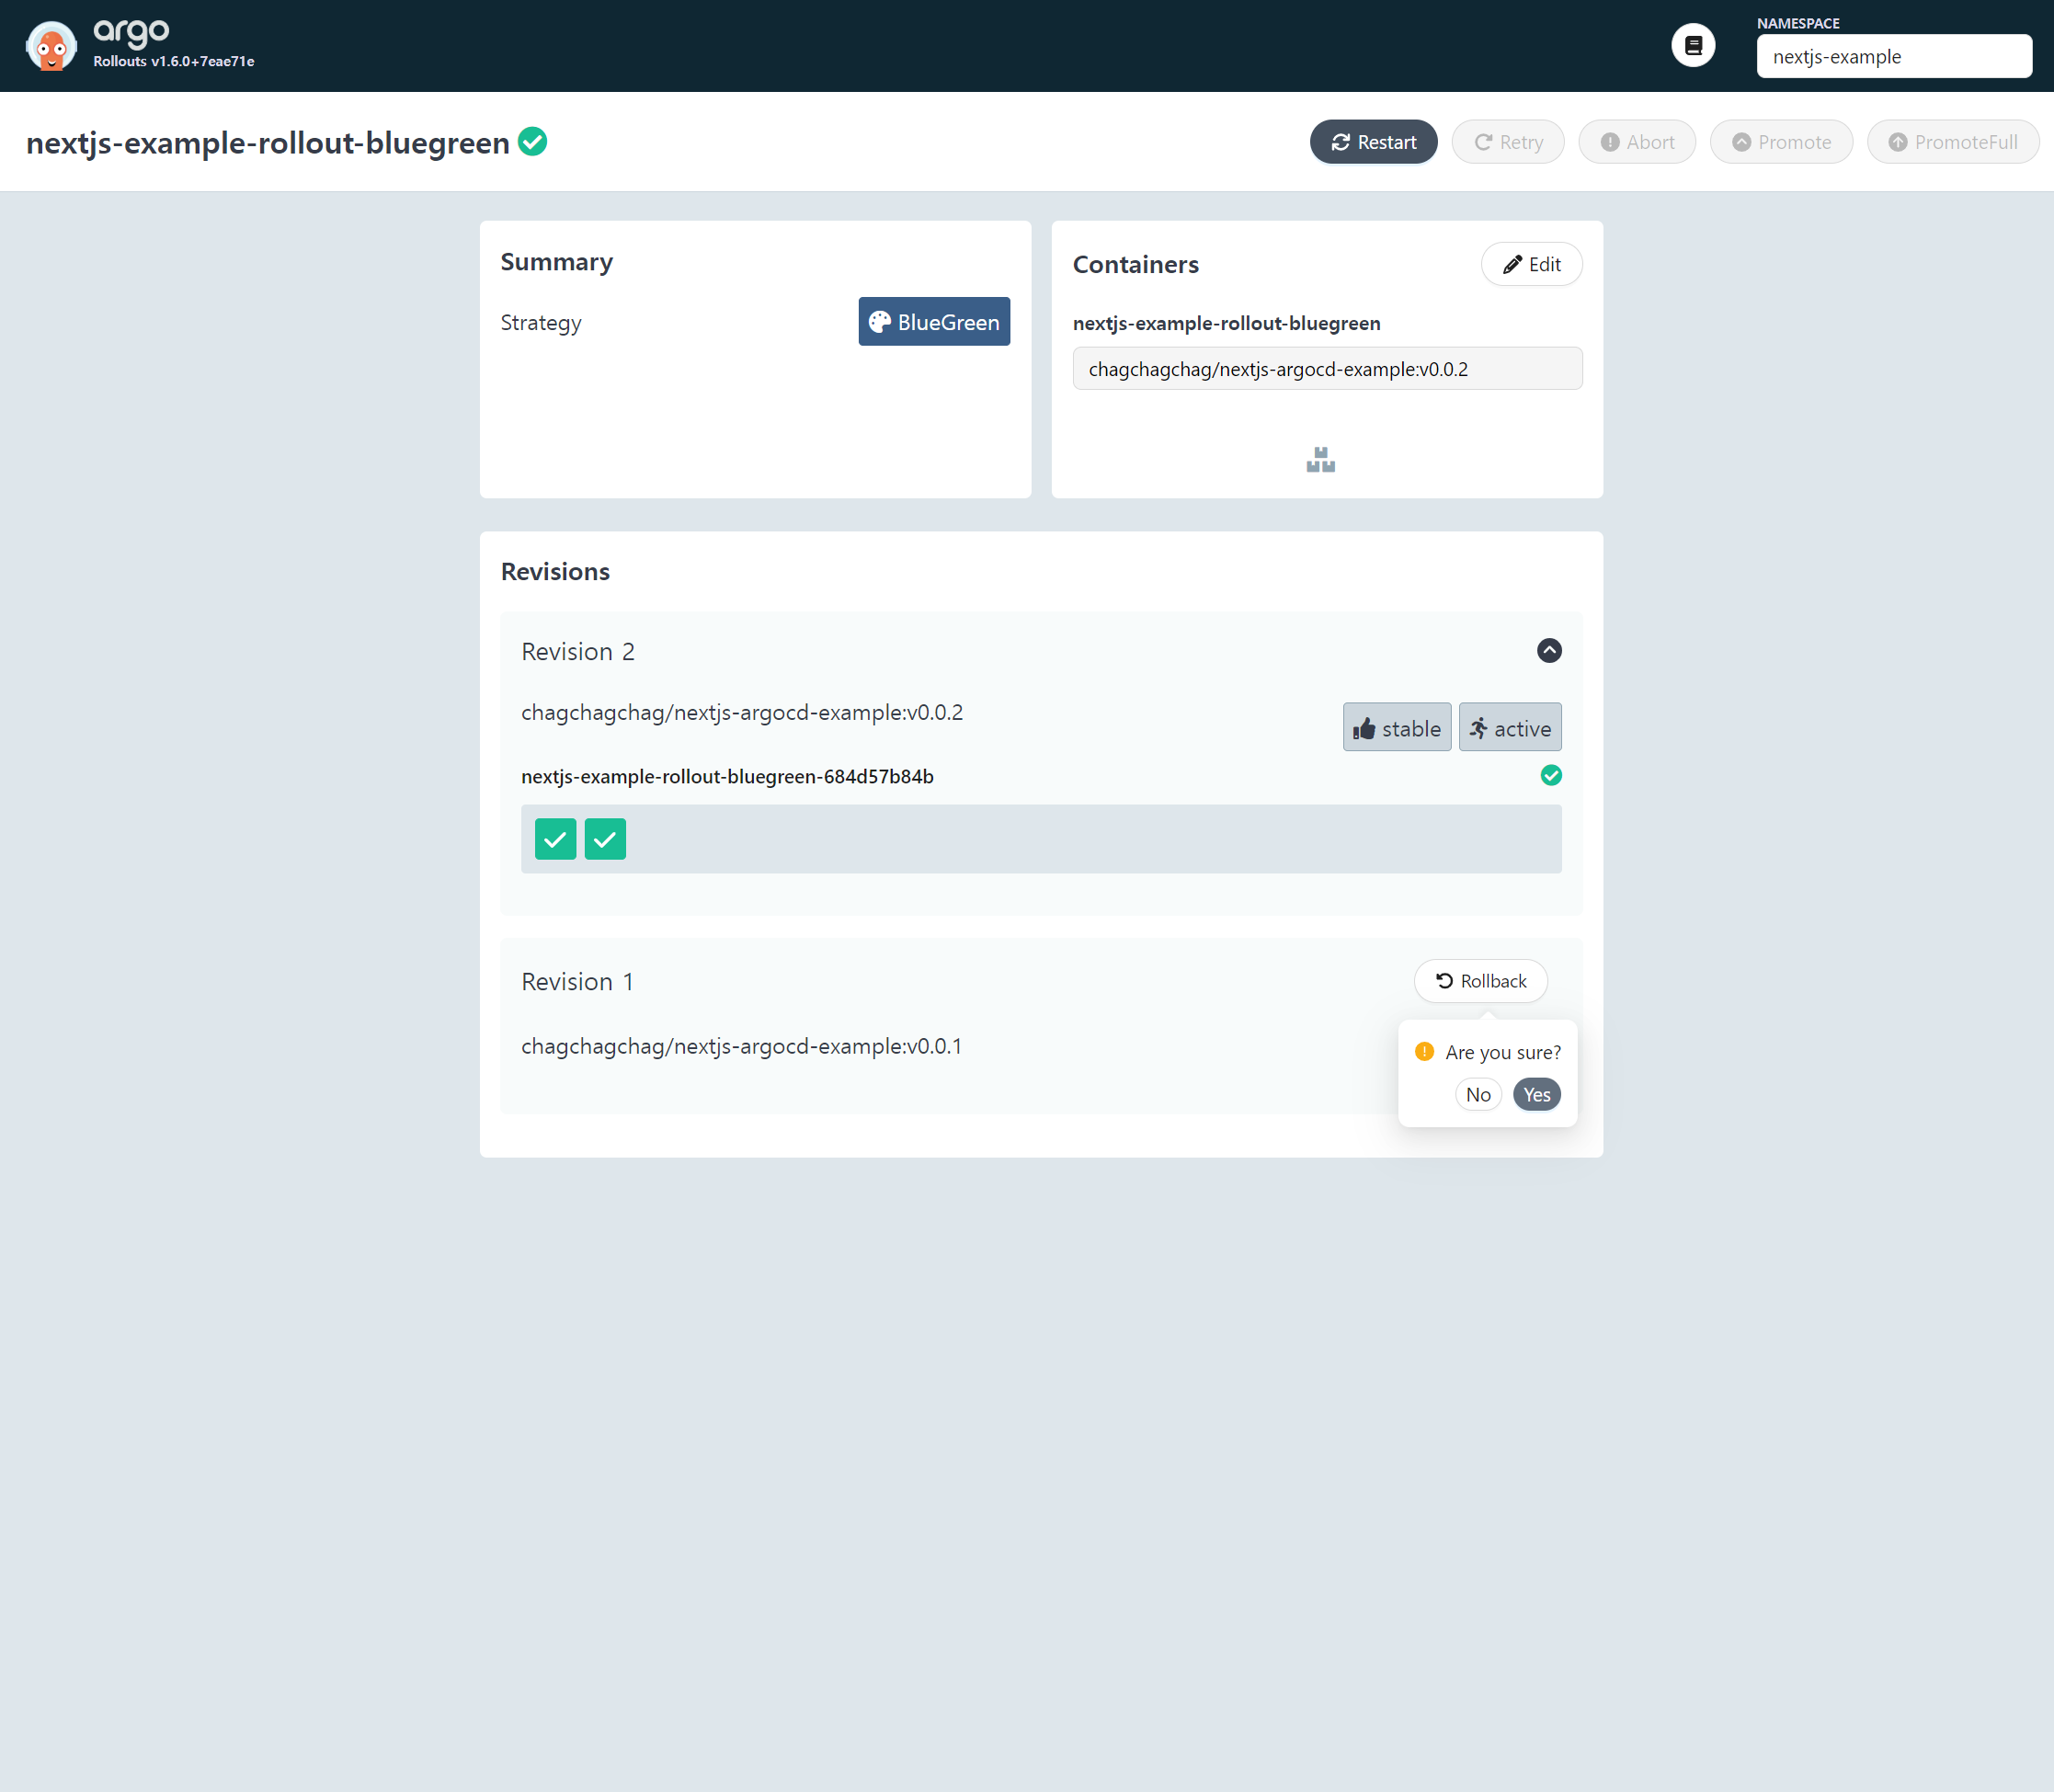 argo
Rollouts v1.6.0+7eae71e
NAMESPACE
nextjs-example
nextjs-example-rollout-bluegreen
Restart
Retry
Abort
Promote
PromoteFull
Summary
Strategy
BlueGreen
Containers
Edit
nextjs-example-rollout-bluegreen
chagchagchag/nextjs-argocd-example:v0.0.2
Revisions
Revision 2
chagchagchag/nextjs-argocd-example:v0.0.2
stable
active
nextjs-example-rollout-bluegreen-684d57b84b
Revision 1
Rollback
chagchagchag/nextjs-argocd-example:v0.0.1
Are you sure?
No
Yes